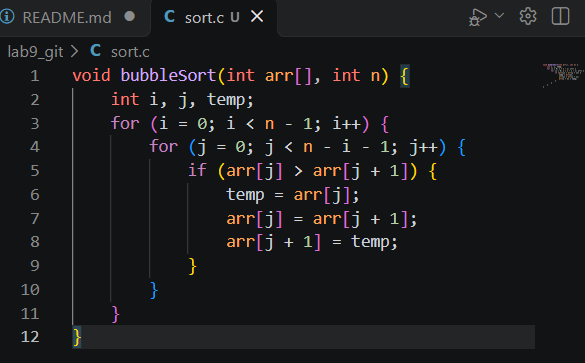 README.md
sort.c U
lab9_git > sort.c
1 void bubbleSort(int arr[], int n) {
2     int i, j, temp;
3     for (i = 0; i < n - 1; i++) {
4         for (j = 0; j < n - i - 1; j++) {
5             if (arr[j] > arr[j + 1]) {
6                 temp = arr[j];
7                 arr[j] = arr[j + 1];
8                 arr[j + 1] = temp;
9             }
10         }
11     }
12 }